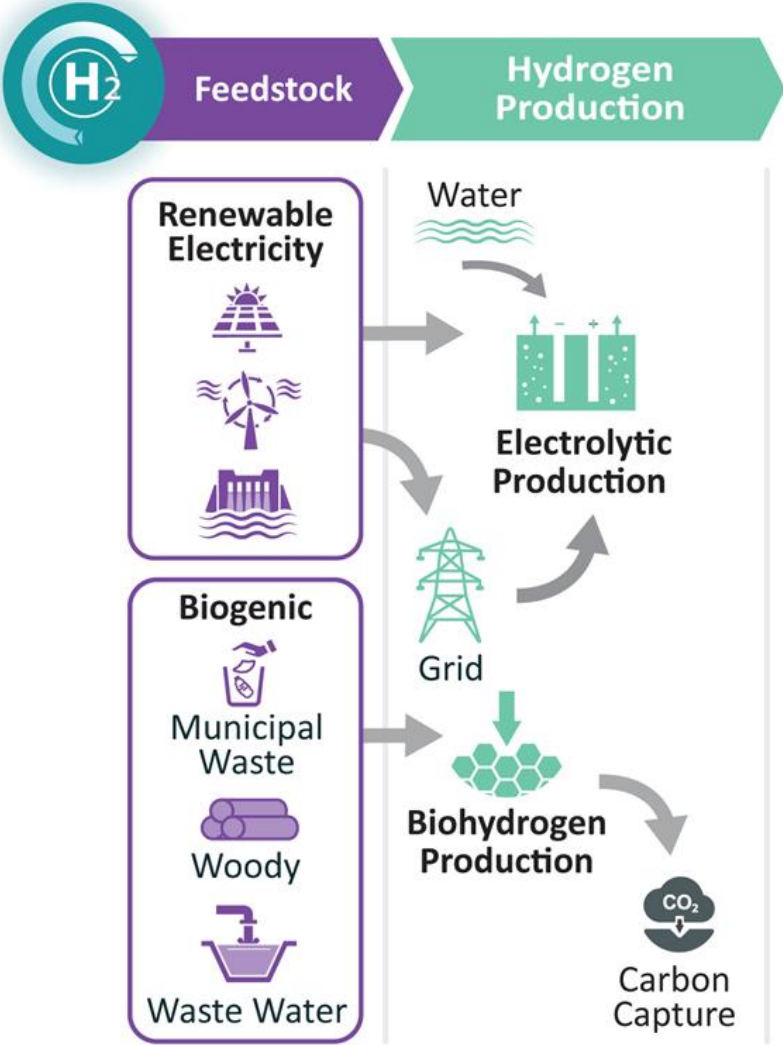 H2
Feedstock
Hydrogen
Production
Renewable
Electricity
Water
- +
Electrolytic
Production
Grid
Biogenic
Municipal
Waste
Woody
Waste Water
Biohydrogen
Production
CO₂
Carbon
Capture